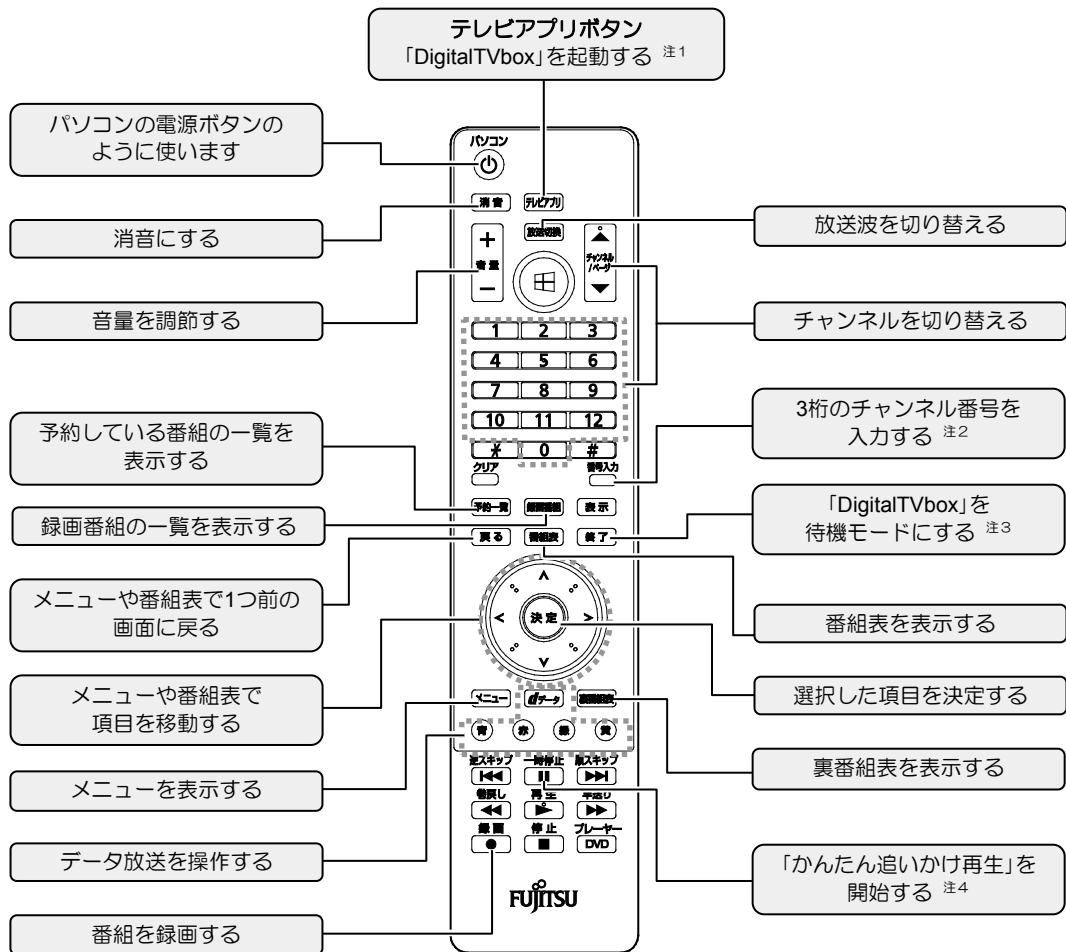 テレビアプリボタン
「DigitalTVbox」を起動する 注1
パソコンの電源ボタンの
ように使います
消音にする
音量を調節する
予約している番組の一覧を
表示する
録画番組の一覧を表示する
メニューや番組表で1つ前の
画面に戻る
メニューや番組表で
項目を移動する
メニューを表示する
データ放送を操作する
番組を録画する
パソコン
消音 テレビアプリ
放送切換
+
音量
−
チャンネル
/ページ
1 2 3
4 5 6
7 8 9
10 11 12
* 0 #
クリア 番号入力
予約一覧 録画番組 表示
戻る 番組表 終了
決定
メニュー dデータ 裏番組表
青 赤 緑 黄
逆スキップ 一時停止 順スキップ
巻戻し 再生 早送り
録画 停止 プレーヤー
DVD
FUJITSU
放送波を切り替える
チャンネルを切り替える
3桁のチャンネル番号を
入力する 注2
「DigitalTVbox」を
待機モードにする 注3
番組表を表示する
選択した項目を決定する
裏番組表を表示する
「かんたん追いかけ再生」を
開始する 注4